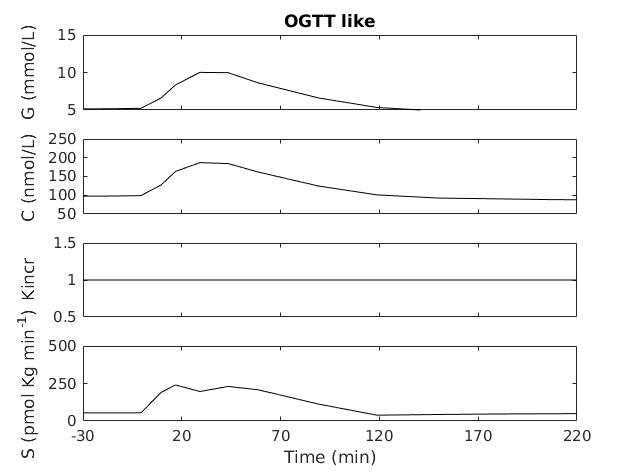 OGTT like
G (mmol/L)
15
10
5
C (nmol/L)
250
200
150
100
50
Kincr
1.5
1
0.5
S (pmol Kg min⁻¹)
500
250
0
-30 20 70 120 170 220
Time (min)